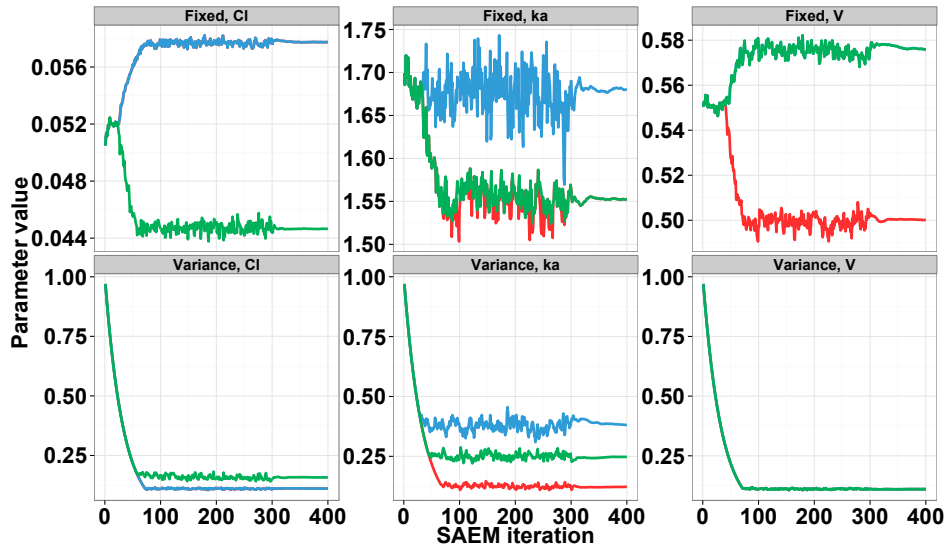 Fixed, Cl
Fixed, ka
Fixed, V
0.056
0.052
0.048
0.044
1.75
1.70
1.65
1.60
1.55
1.50
0.58
0.56
0.54
0.52
0.50
Parameter value
Variance, Cl
Variance, ka
Variance, V
1.00
0.75
0.50
0.25
1.00
0.75
0.50
0.25
1.00
0.75
0.50
0.25
0 100 200 300 400
0 100 200 300 400
0 100 200 300 400
SAEM iteration